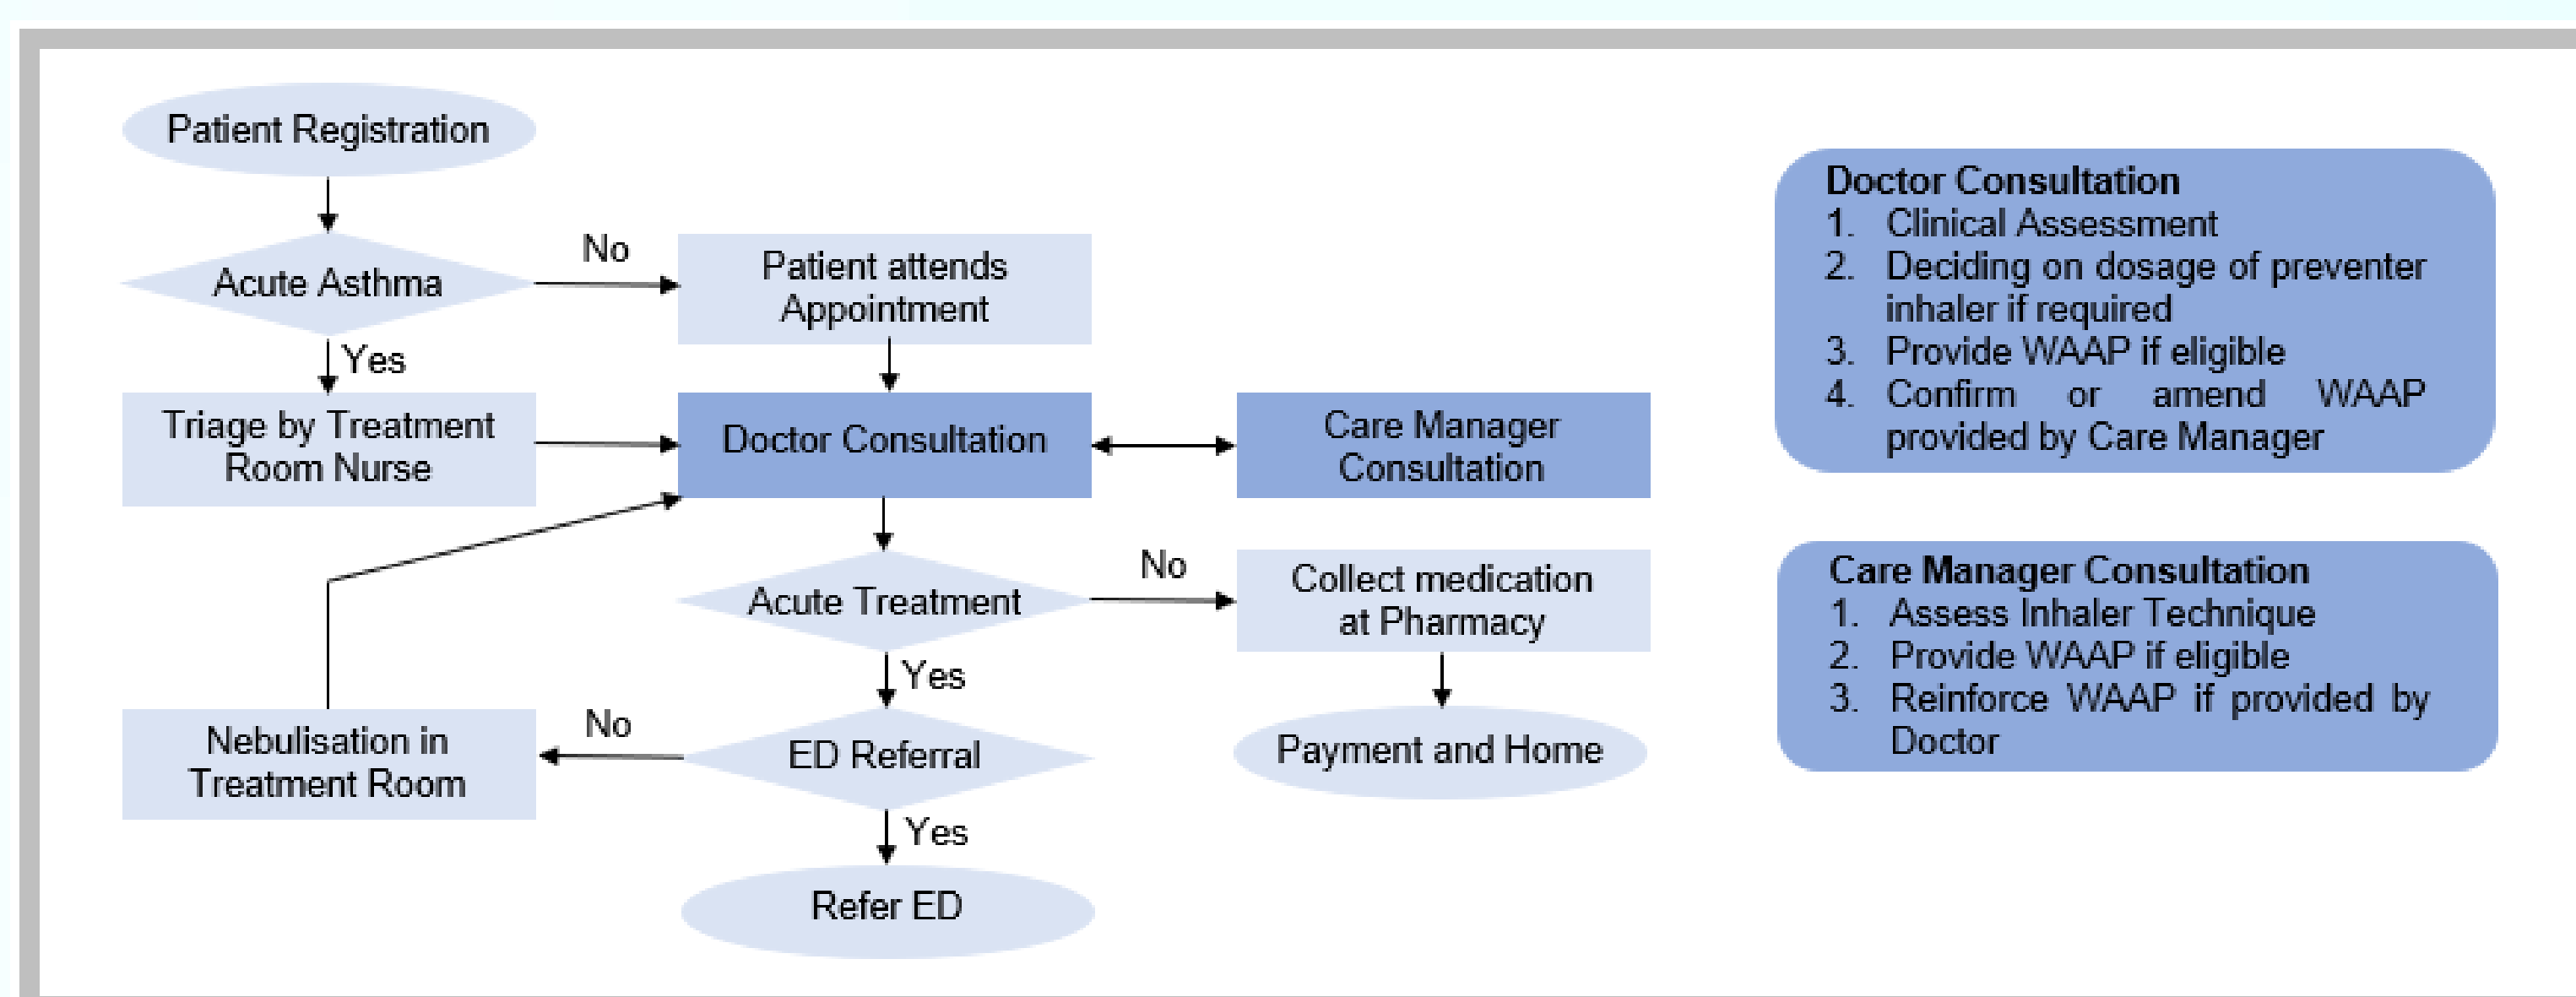 Patient Registration
Acute Asthma
No
Patient attends
Appointment
Yes
Triage by Treatment
Room Nurse
Doctor Consultation
Care Manager
Consultation
Acute Treatment
No
Collect medication
at Pharmacy
Yes
Nebulisation in
Treatment Room
No
ED Referral
Payment and Home
Yes
Refer ED
Doctor Consultation
1. Clinical Assessment
2. Deciding on dosage of preventer
inhaler if required
3. Provide WAAP if eligible
4. Confirm or amend WAAP
provided by Care Manager
Care Manager Consultation
1. Assess Inhaler Technique
2. Provide WAAP if eligible
3. Reinforce WAAP if provided by
Doctor